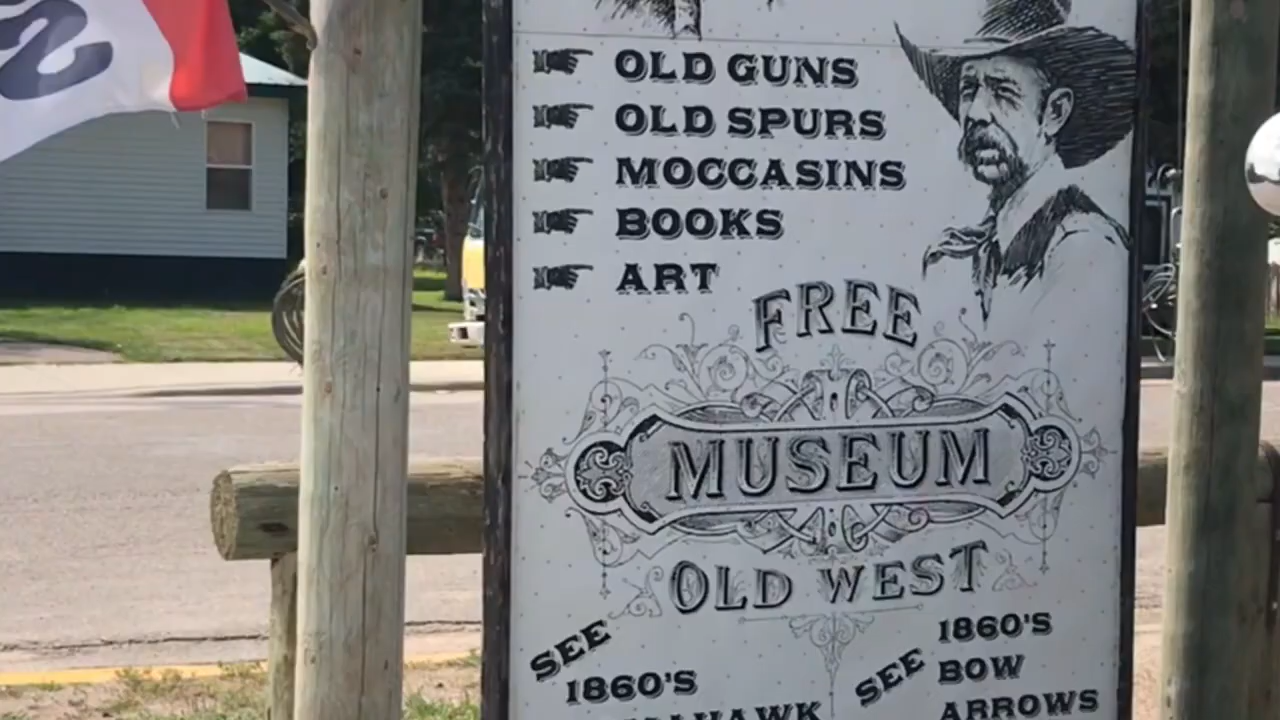 OLD GUNS
OLD SPURS
MOCCASINS
BOOKS
ART
FREE
MUSEUM
OLD WEST
SEE
1860'S
SEE
1860'S
BOW
ARROWS